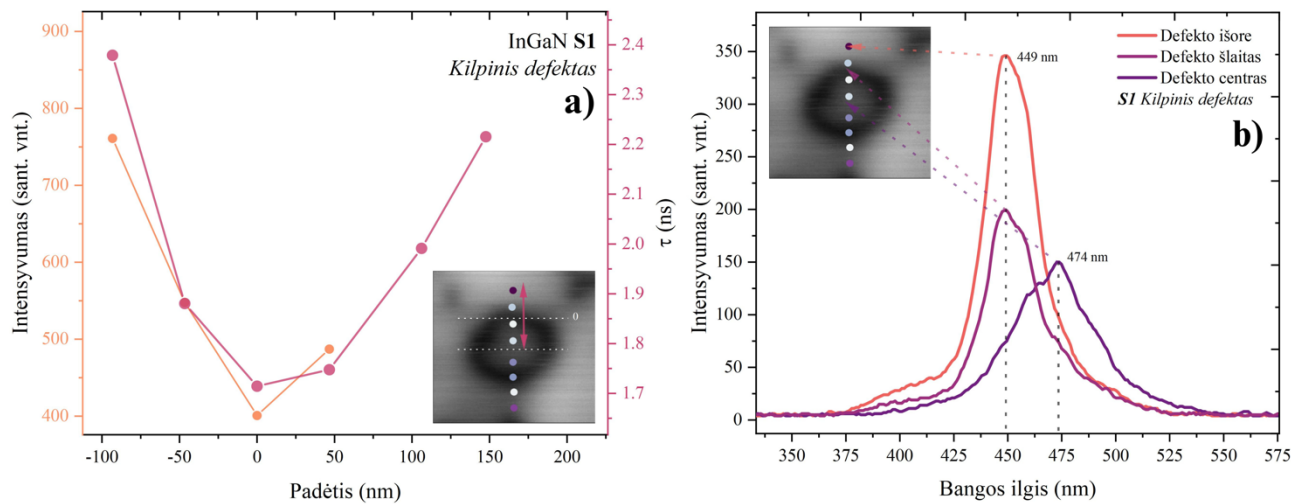 InGaN S1
Kilpinis defektas
a)
Intensyvumas (sant. vnt.)
900
800
700
600
500
400
2.4
2.3
2.2
2.1
2.0
1.9
1.8
1.7
τ (ns)
0
-100 -50 0 50 100 150 200
Padėtis (nm)
Defekto išorė
Defekto šlaitas
Defekto centras
S1 Kilpinis defektas
b)
449 nm
474 nm
Intensyvumas (sant. vnt.)
350
300
250
200
150
100
50
0
350 375 400 425 450 475 500 525 550 575
Bangos ilgis (nm)